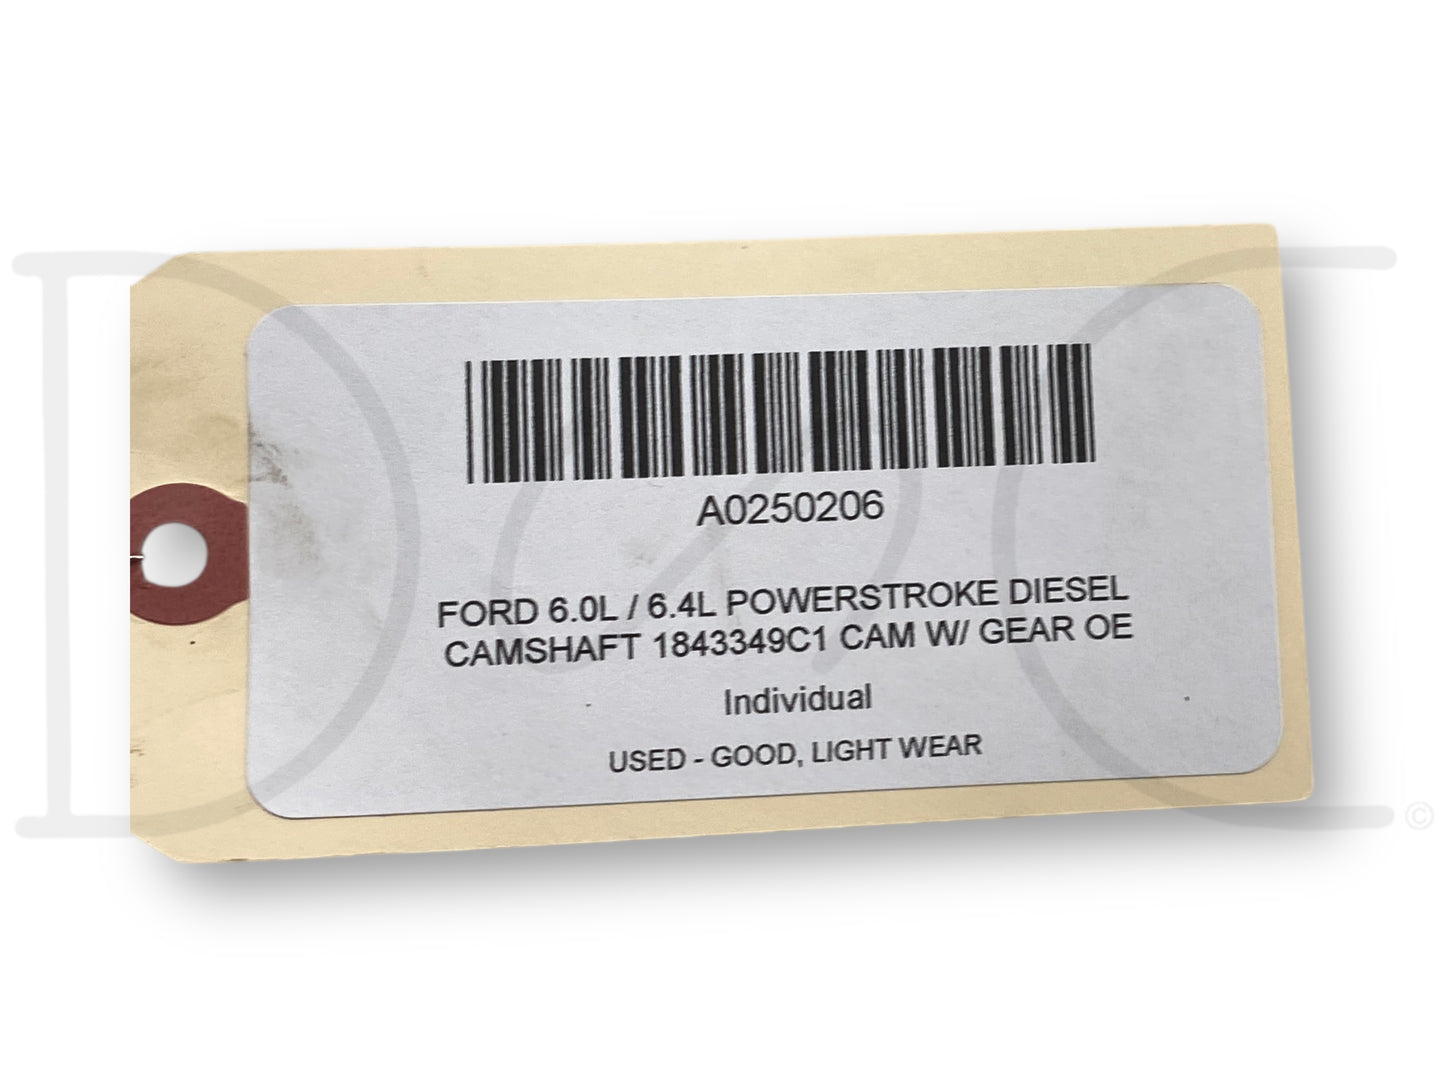 A0250206
FORD 6.0L / 6.4L POWERSTROKE DIESEL
CAMSHAFT 1843349C1 CAM W/ GEAR OE
Individual
USED - GOOD, LIGHT WEAR
©